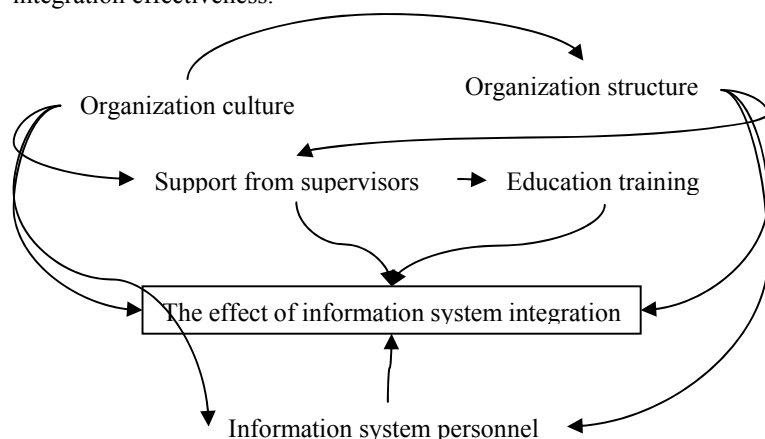 integration effectiveness.
Organization culture
Organization structure
Support from supervisors
Education training
The effect of information system integration
Information system personnel